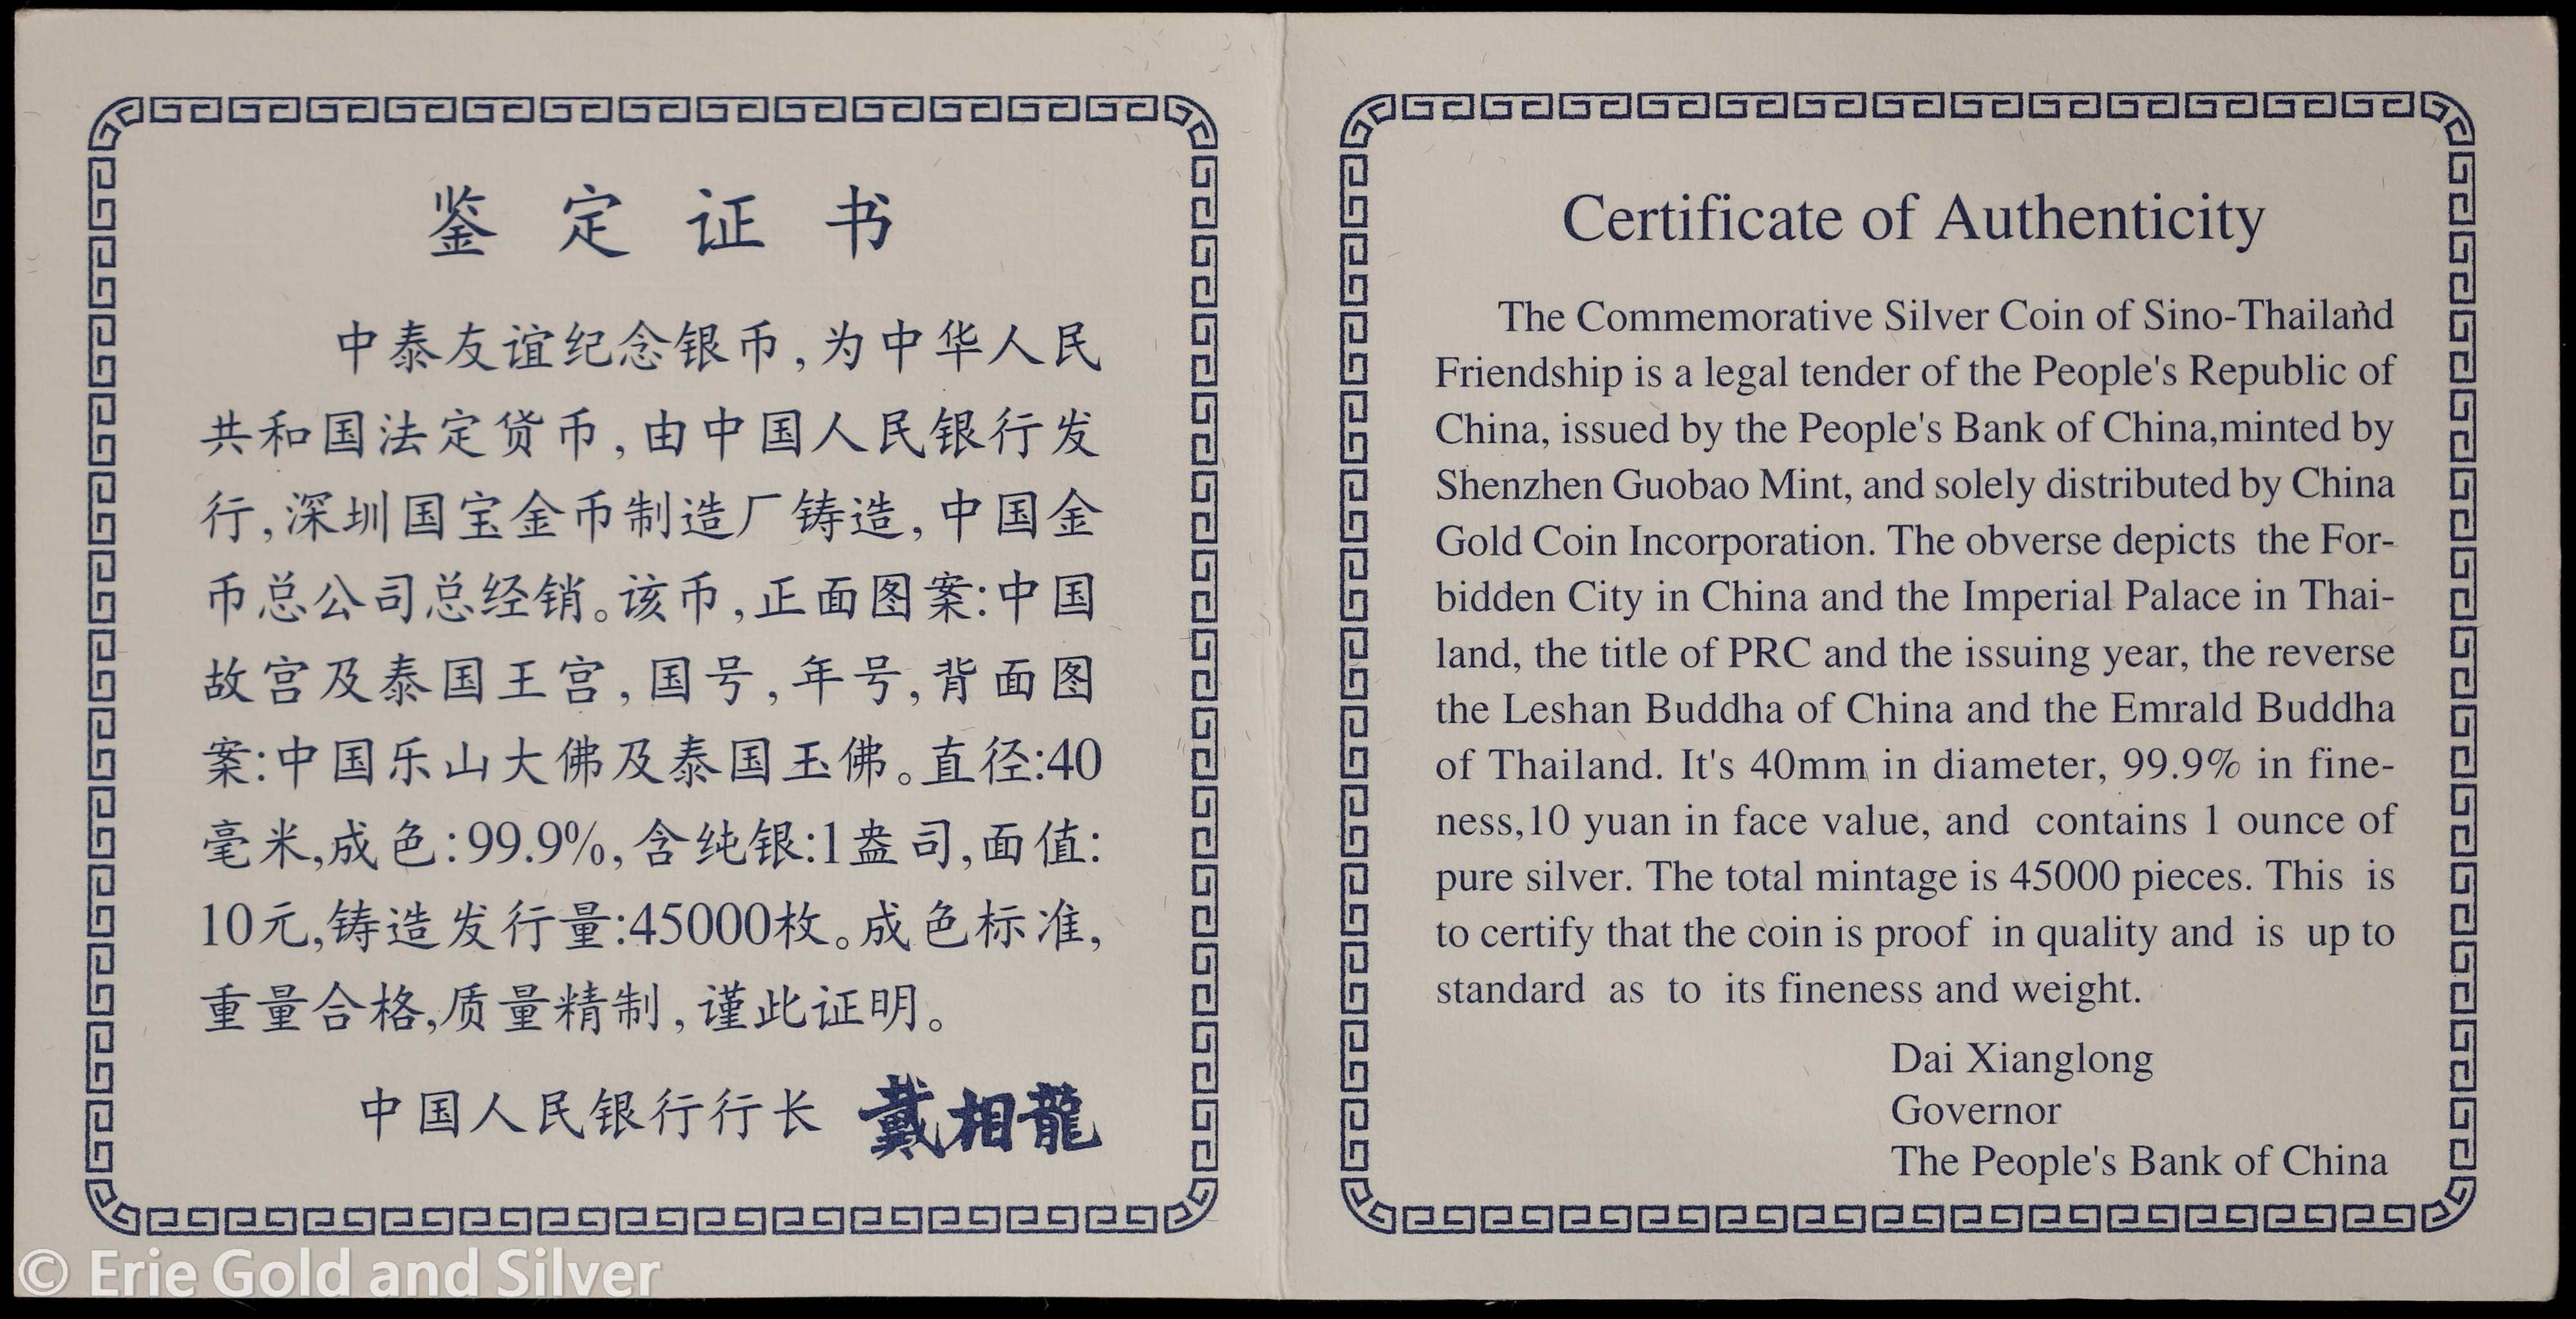 鉴定证书
中泰友谊纪念银币,为中华人民
共和国法定货币,由中国人民银行发
行,深圳国宝金币制造厂铸造,中国金
币总公司总经销。该币,正面图案:中国
故宫及泰国王宫,国号,年号,背面图
案:中国乐山大佛及泰国玉佛。直径:40
毫米,成色:99.9%,含纯银:1盎司,面值:
10元,铸造发行量:45000枚。成色标准,
重量合格,质量精制,谨此证明。
中国人民银行行长 戴相龍
Certificate of Authenticity
The Commemorative Silver Coin of Sino-Thailand
Friendship is a legal tender of the People's Republic of
China, issued by the People's Bank of China,minted by
Shenzhen Guobao Mint, and solely distributed by China
Gold Coin Incorporation. The obverse depicts the For-
bidden City in China and the Imperial Palace in Thai-
land, the title of PRC and the issuing year, the reverse
the Leshan Buddha of China and the Emrald Buddha
of Thailand. It's 40mm in diameter, 99.9% in fine-
ness,10 yuan in face value, and contains 1 ounce of
pure silver. The total mintage is 45000 pieces. This is
to certify that the coin is proof in quality and is up to
standard as to its fineness and weight.
Dai Xianglong
Governor
The People's Bank of China
© Erie Gold and Silver